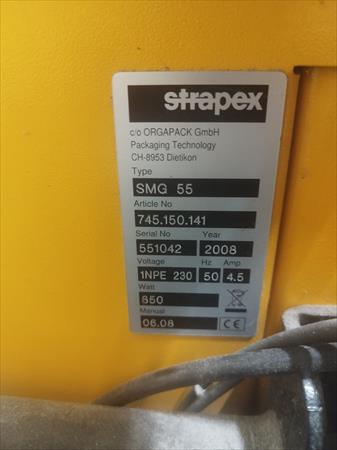 strapex
c/o ORGAPACK GmbH
Packaging Technology
CH-8953 Dietikon
Type
SMG 55
Article No
745.150.141
Serial No Year
551042 2008
Voltage Hz Amp.
1NPE 230 50 4.5
Watt
850
Manual
06.08 CE